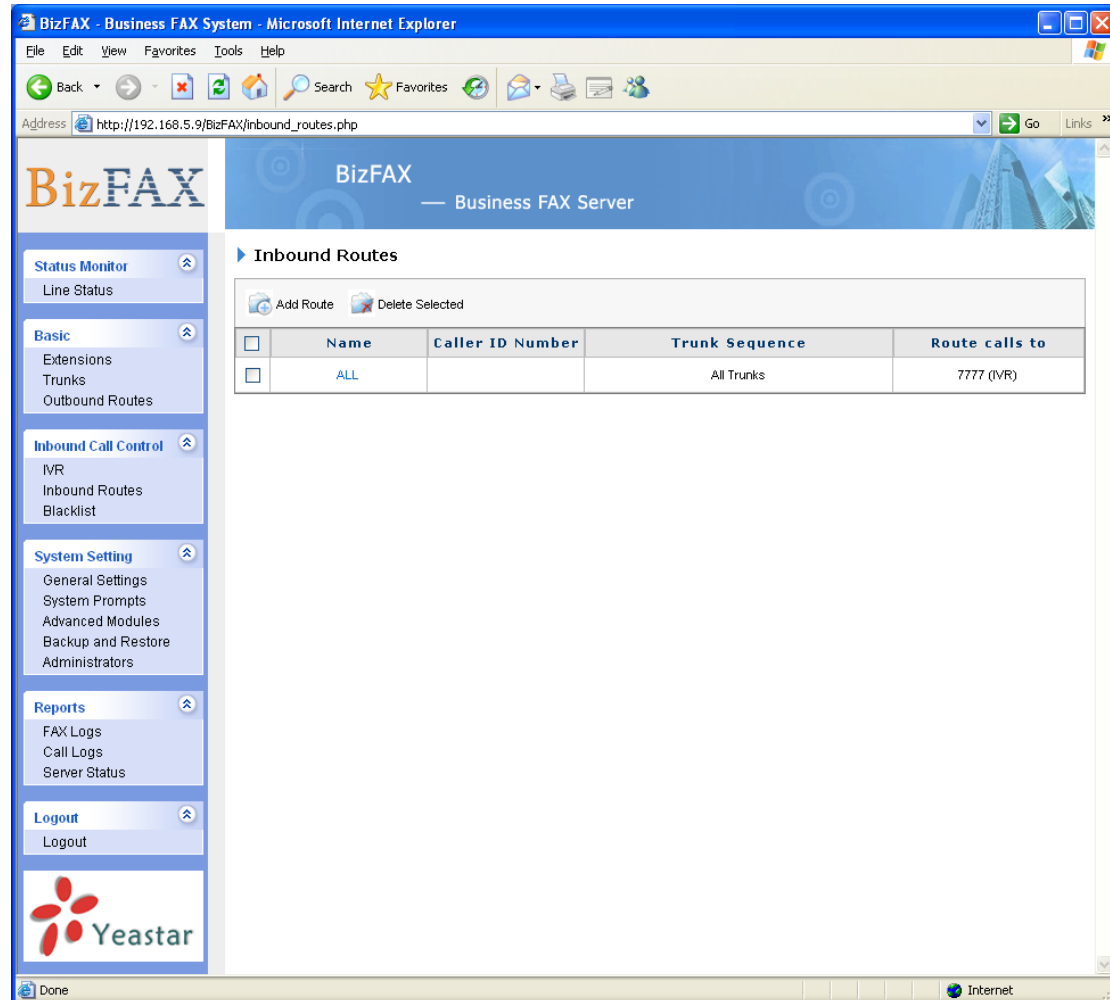 BizFAX - Business FAX System - Microsoft Internet Explorer
File Edit View Favorites Tools Help
Back Search Favorites
Address http://192.168.5.9/BizFAX/inbound_routes.php Go Links »
BizFAX
BizFAX
— Business FAX Server
Status Monitor
Line Status
Basic
Extensions
Trunks
Outbound Routes
Inbound Call Control
IVR
Inbound Routes
Blacklist
System Setting
General Settings
System Prompts
Advanced Modules
Backup and Restore
Administrators
Reports
FAX Logs
Call Logs
Server Status
Logout
Logout
Yeastar
Inbound Routes
Add Route Delete Selected
Name Caller ID Number Trunk Sequence Route calls to
ALL All Trunks 7777 (IVR)
Done Internet